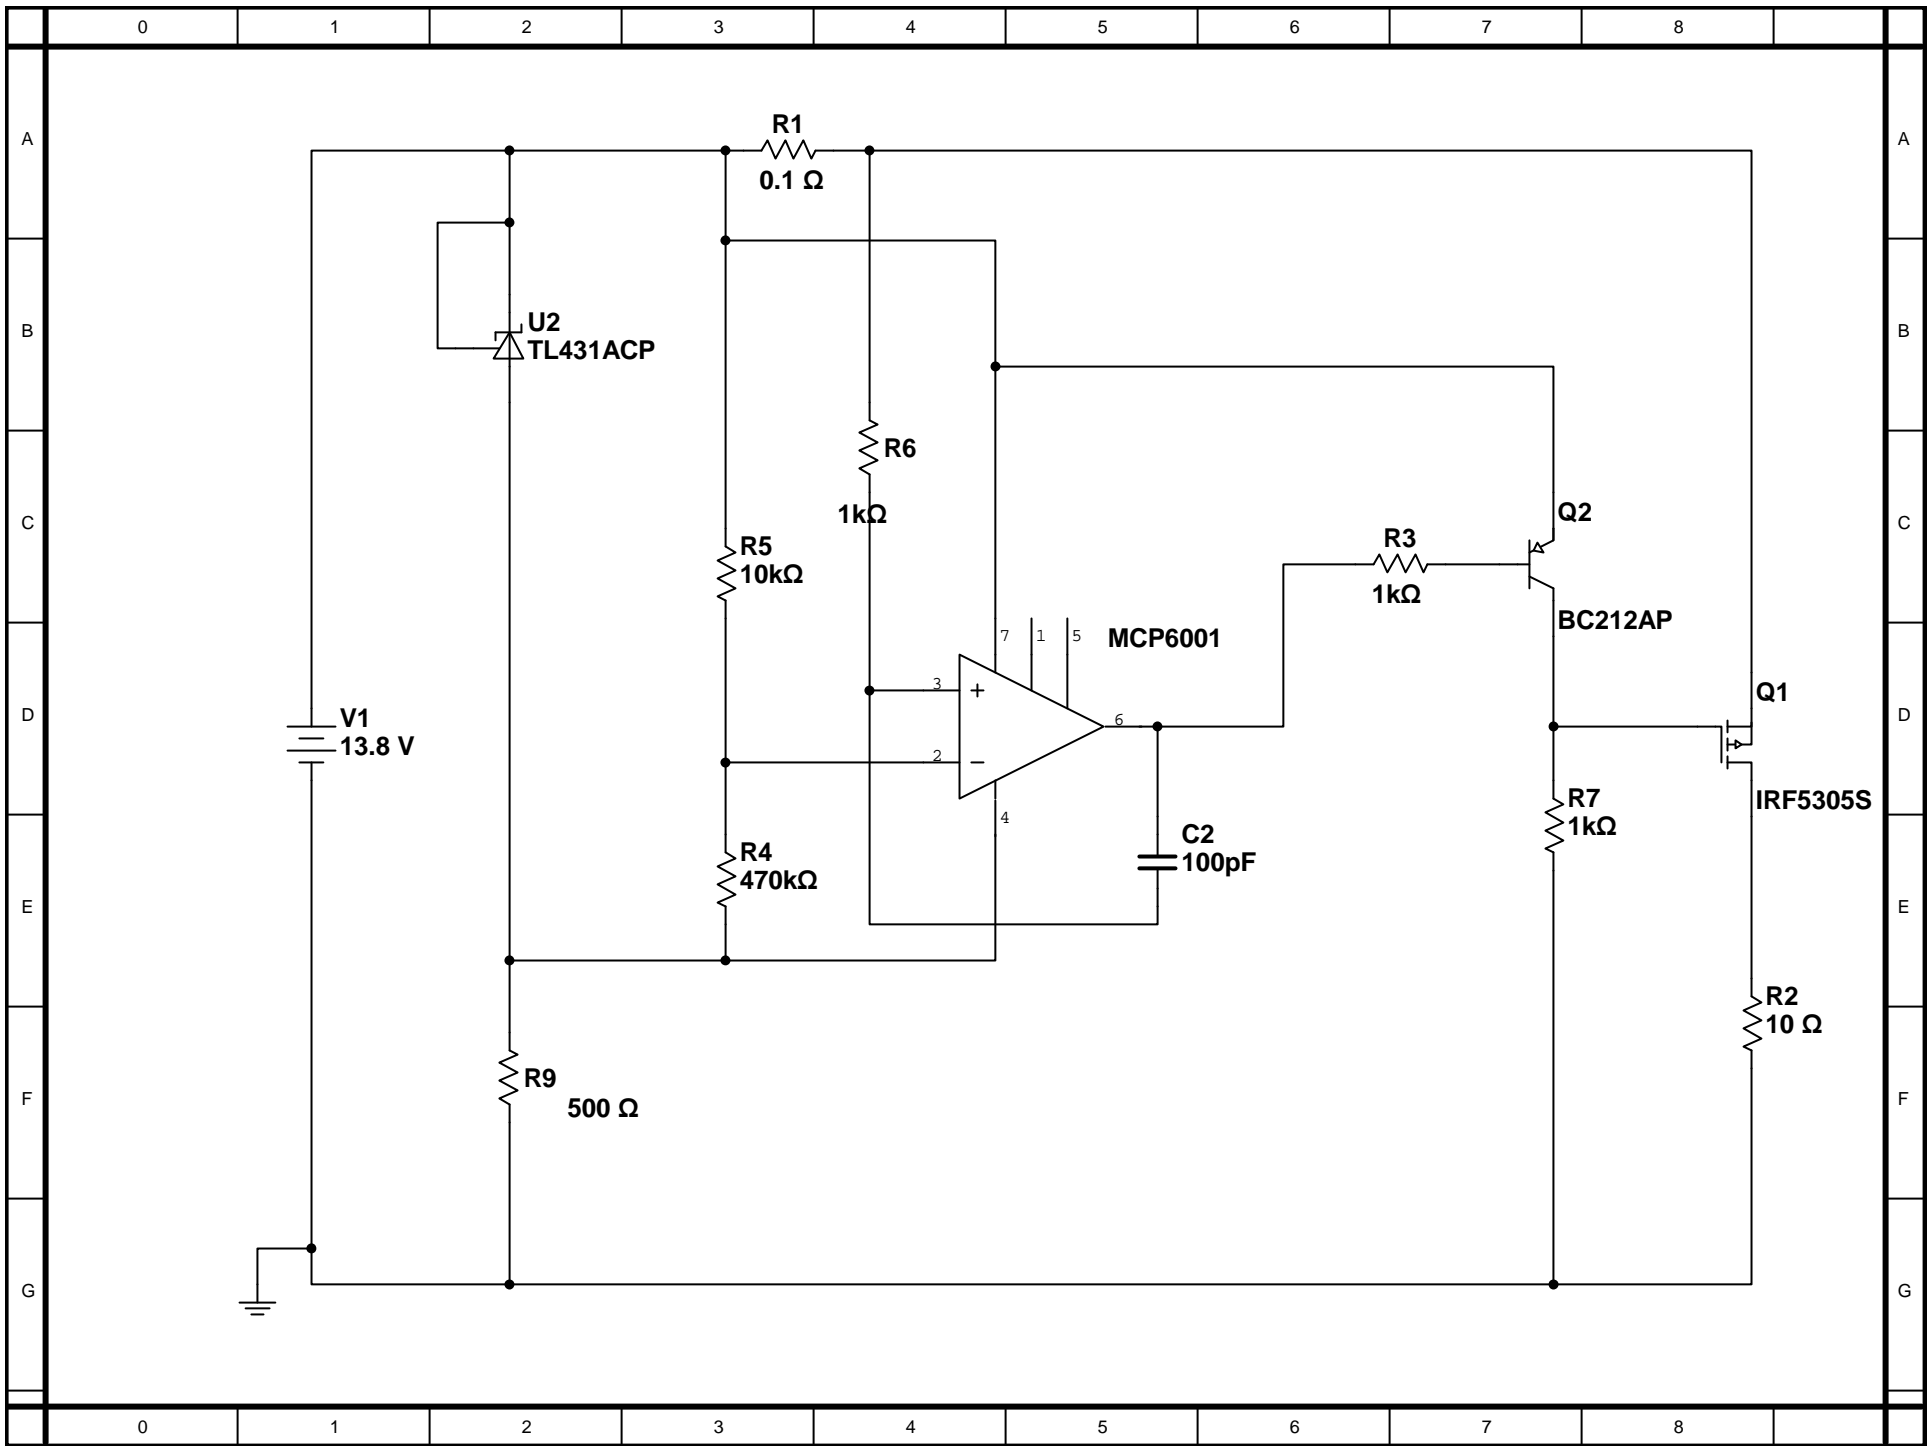 0 1 2 3 4 5 6 7 8
A A
R1
0.1 Ω
B B
U2
TL431ACP
R6
1kΩ
C C
Q2
R5
10kΩ
R3
1kΩ
BC212AP
7 1 5 MCP6001
3 +
Q1
D D
V1
13.8 V
6
2 −
IRF5305S
R7
1kΩ
4
C2
100pF
R4
470kΩ
E E
R2
10 Ω
R9
500 Ω
F F
G G
0 1 2 3 4 5 6 7 8